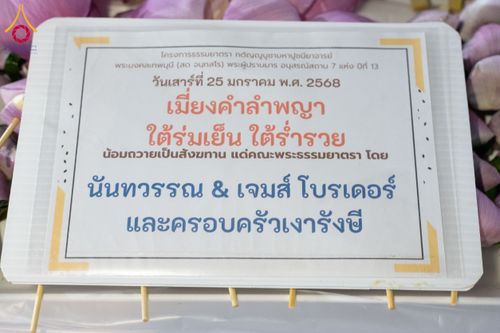 โครงการธรรมยาตรา กตัญญูบูชามหาปูชนียาจารย์
พระมงคลเทพมุนี (สด จนฺทสโร) พระผู้ปราบมาร อนุสรณ์สถาน 7 แห่ง ปีที่ 13
วันเสาร์ที่ 25 มกราคม พ.ศ. 2568
เมี่ยงคำลำพญา
ใต้ร่มเย็น ใต้ร่ำรวย
น้อมถวายเป็นสังฆทาน แด่คณะพระธรรมยาตรา โดย
นันทวรรณ & เจมส์ โบรเดอร์
และครอบครัวเงารังษี